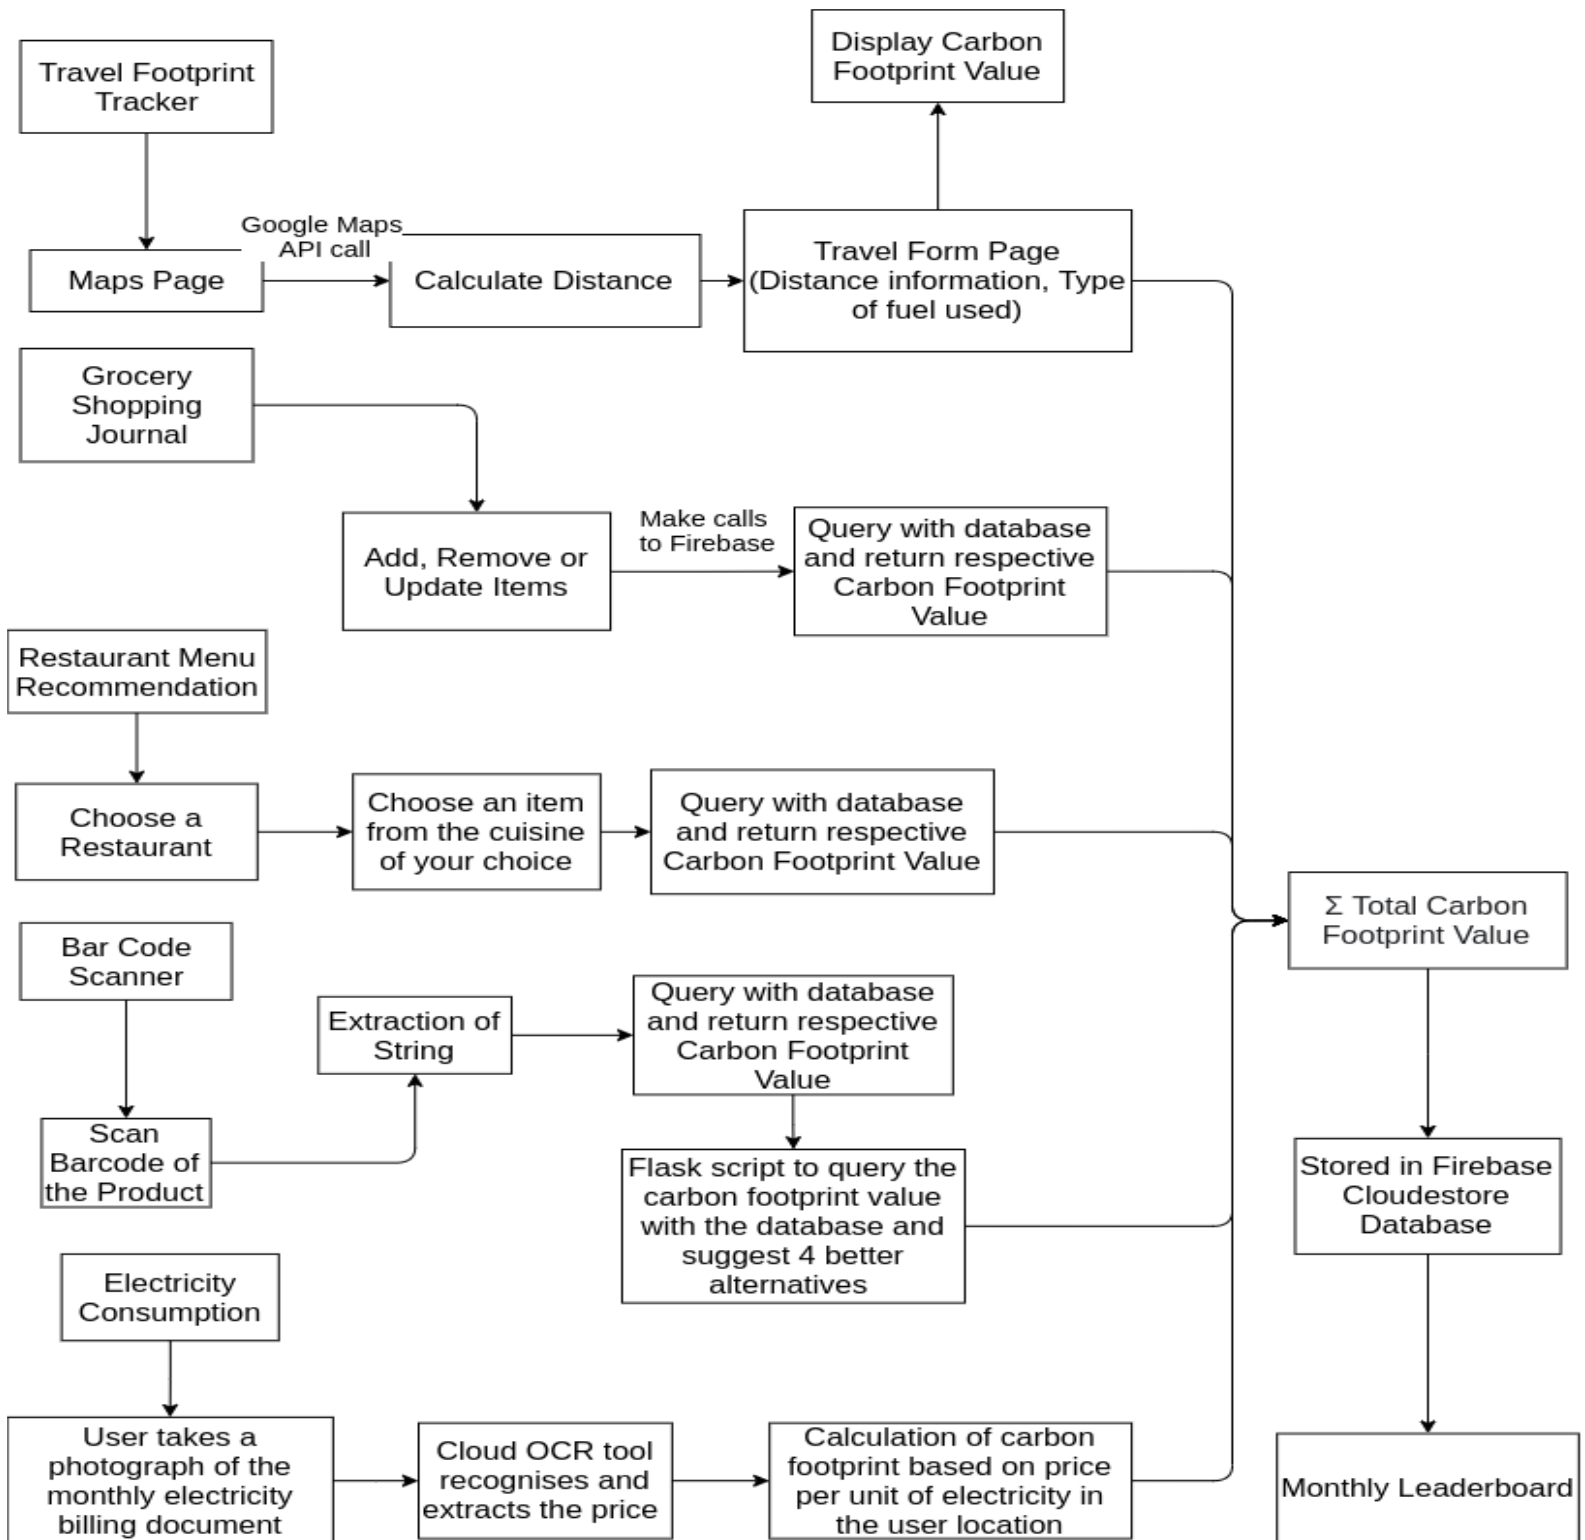 Display Carbon
Footprint Value
Travel Footprint
Tracker
Google Maps
API call
Maps Page
Calculate Distance
Travel Form Page
(Distance information, Type
of fuel used)
Grocery
Shopping
Journal
Add, Remove or
Update Items
Make calls
to Firebase
Query with database
and return respective
Carbon Footprint
Value
Restaurant Menu
Recommendation
Choose a
Restaurant
Choose an item
from the cuisine
of your choice
Query with database
and return respective
Carbon Footprint Value
Σ Total Carbon
Footprint Value
Bar Code
Scanner
Scan
Barcode of
the Product
Extraction of
String
Query with database
and return respective
Carbon Footprint
Value
Flask script to query the
carbon footprint value
with the database and
suggest 4 better
alternatives
Stored in Firebase
Cloudestore
Database
Electricity
Consumption
User takes a
photograph of the
monthly electricity
billing document
Cloud OCR tool
recognises and
extracts the price
Calculation of carbon
footprint based on price
per unit of electricity in
the user location
Monthly Leaderboard